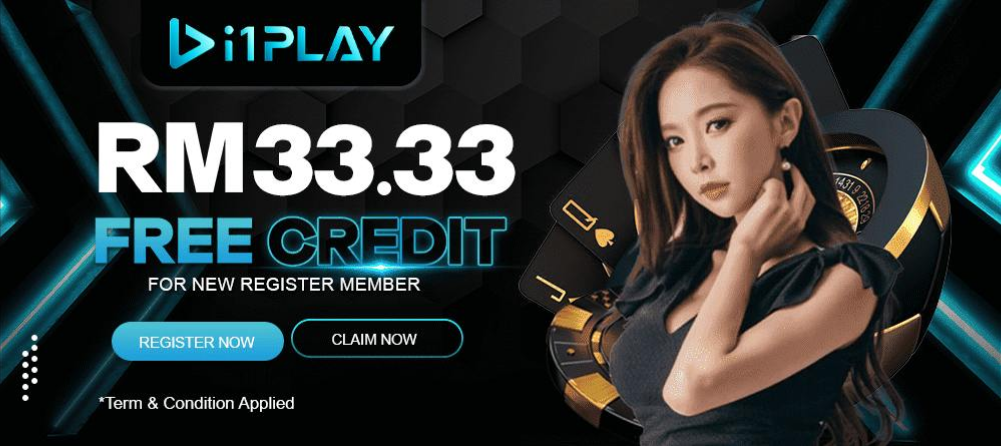 i1PLAY
RM33.33
FREE CREDIT
FOR NEW REGISTER MEMBER
REGISTER NOW
CLAIM NOW
*Term & Condition Applied